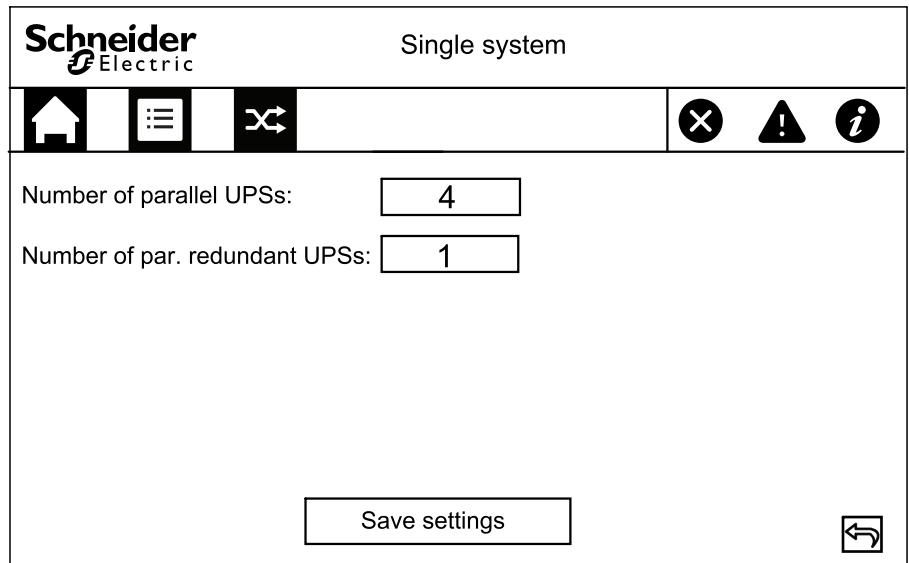 Schneider
Electric
Single system
Number of parallel UPSs:
4
Number of par. redundant UPSs:
1
Save settings